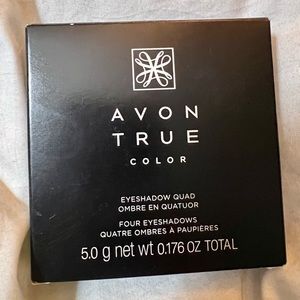 AVON
TRUE
COLOR
EYESHADOW QUAD
OMBRE EN QUATUOR
FOUR EYESHADOWS
QUATRE OMBRES À PAUPIÈRES
5.0 g net wt 0.176 OZ TOTAL